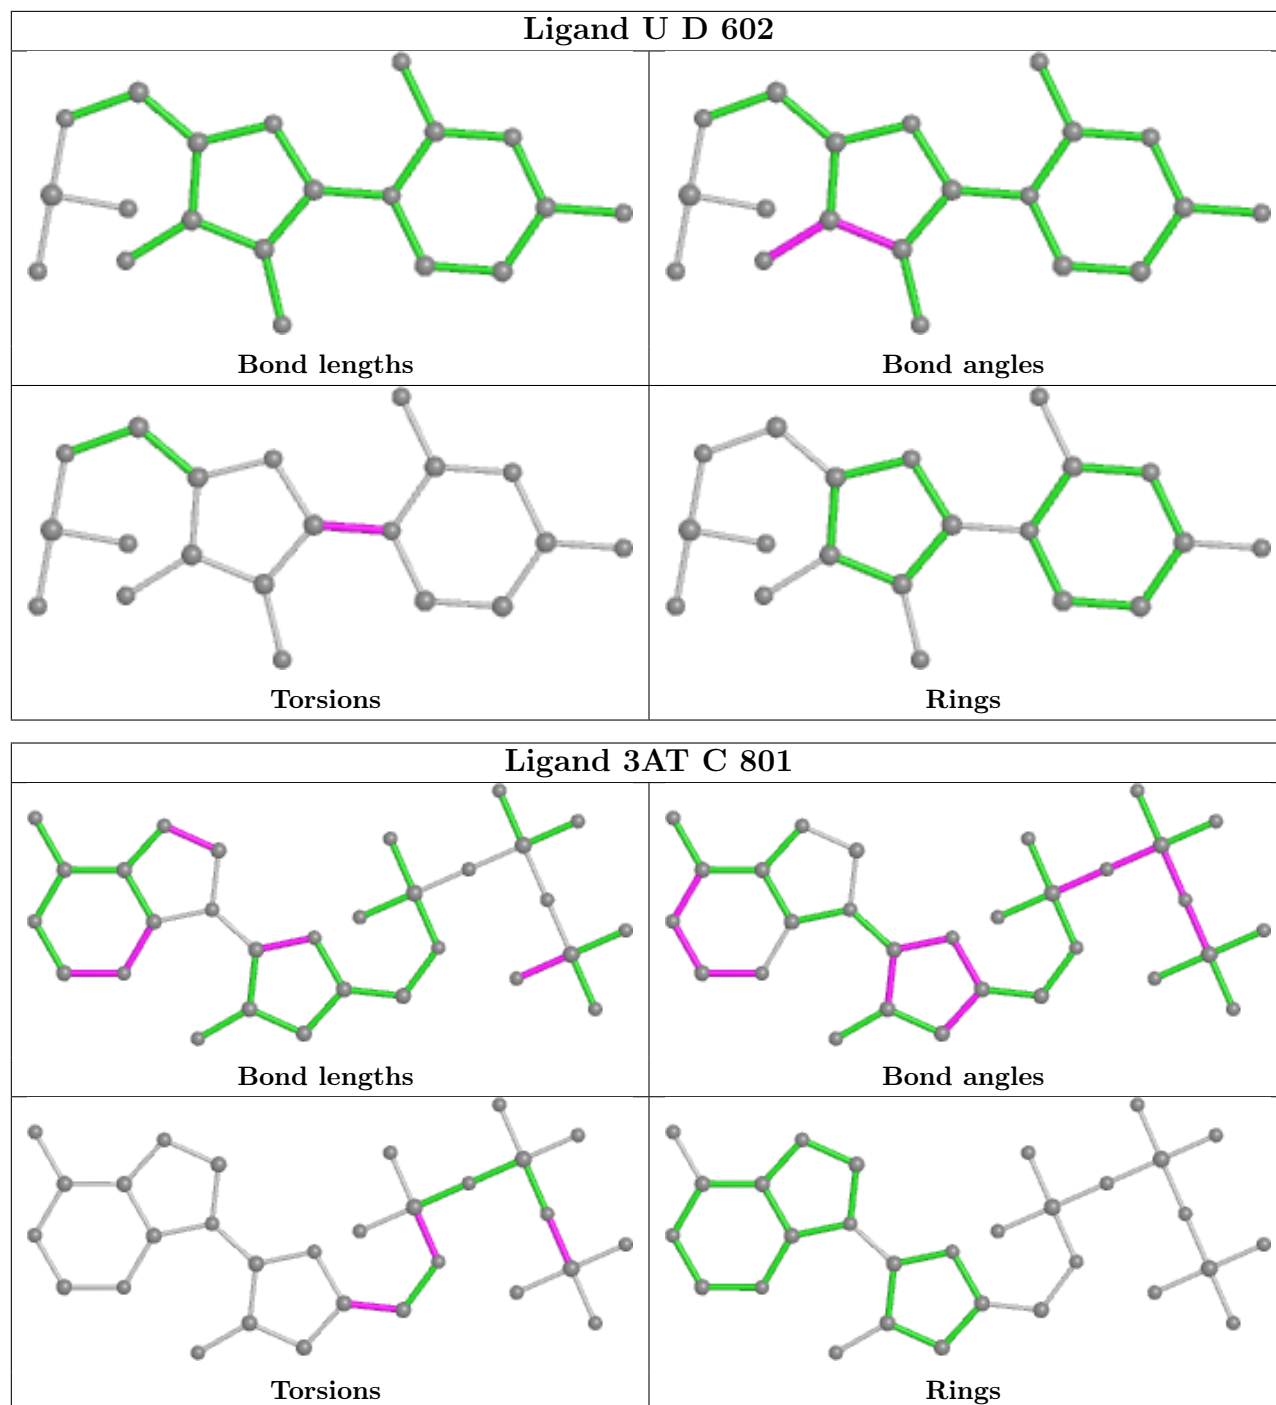 Ligand U D 602
Bond lengths
Bond angles
Torsions
Rings
Ligand 3AT C 801
Bond lengths
Bond angles
Torsions
Rings